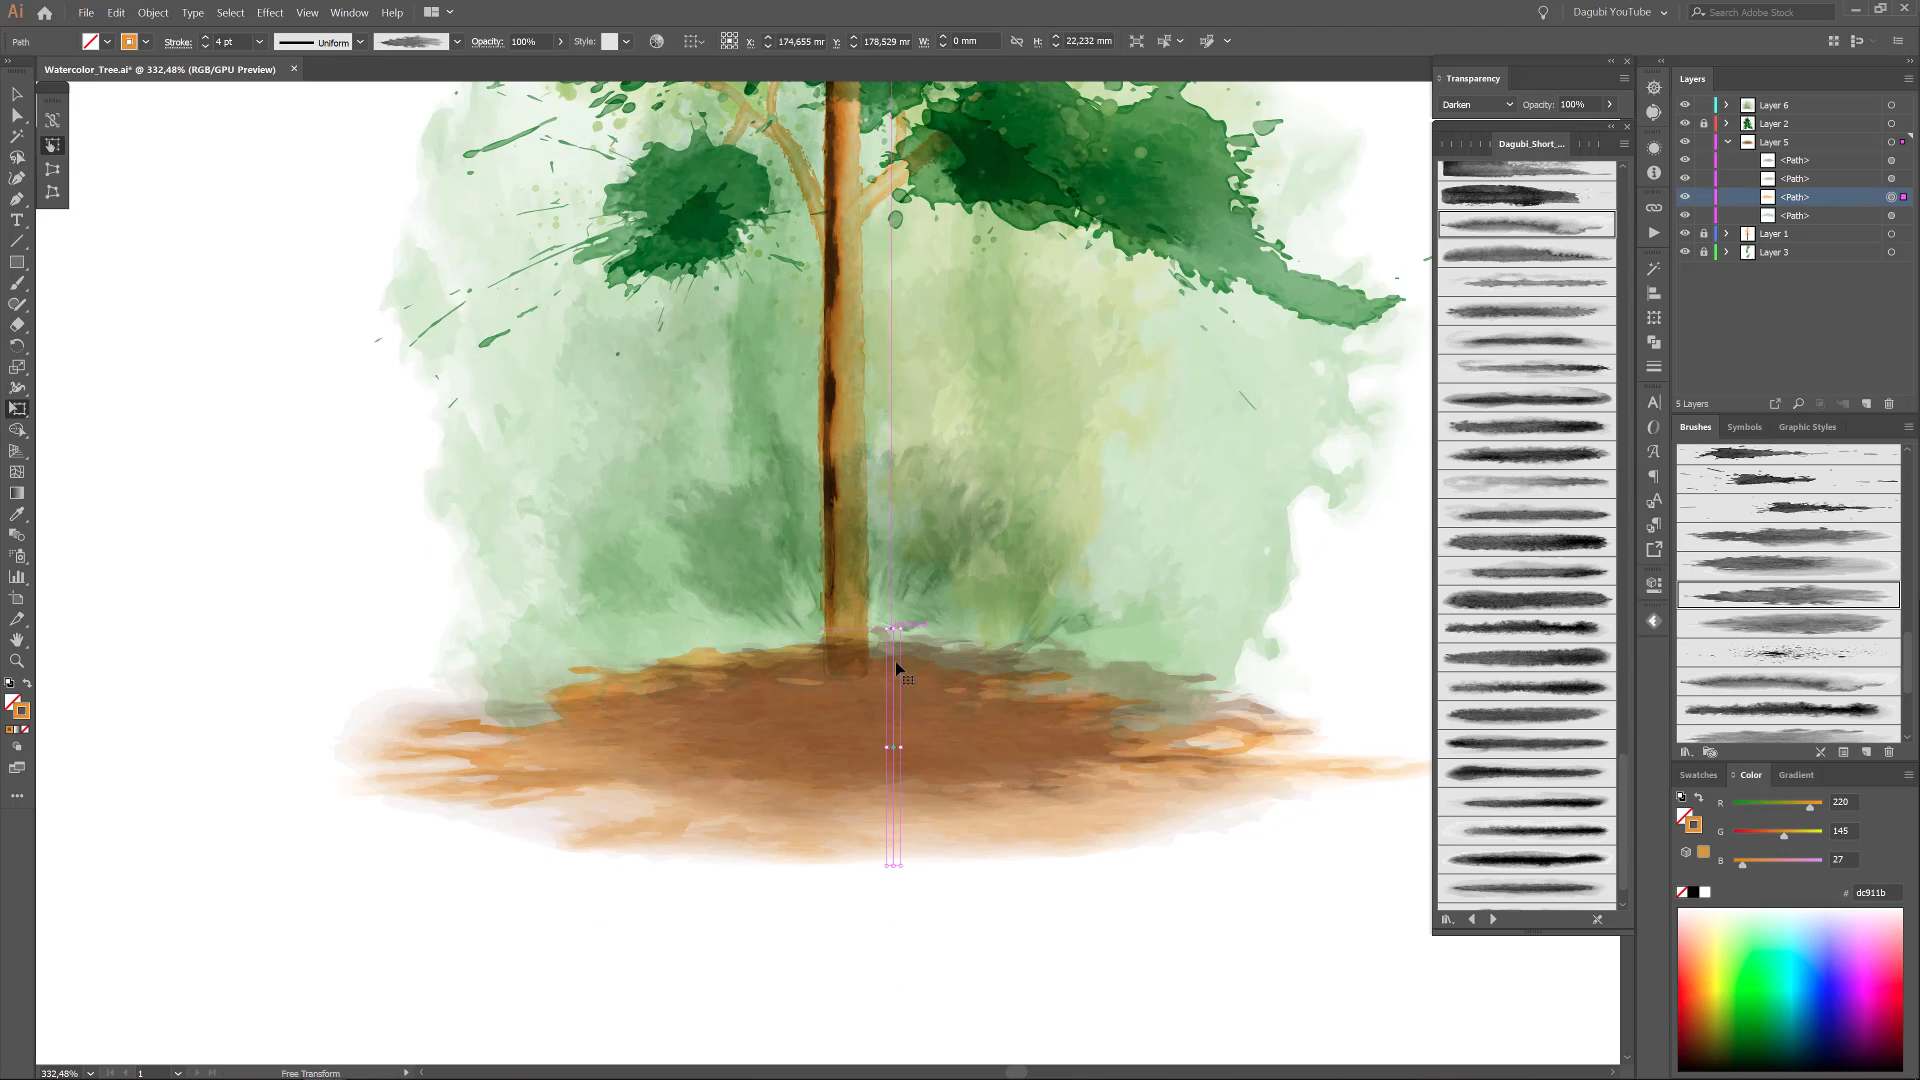 Ai File Edit Object Type Select Effect View Window Help Dagubi YouTube Search Adobe Stock
Path Stroke: 4 pt Uniform Opacity: 100% Style: X: 174,655 mr Y: 178,529 mr W: 0 mm H: 22,232 mm
Watercolor_Tree.ai* @ 332,48% (RGB/GPU Preview)
Transparency
Darken Opacity: 100%
Dagubi_Short_...
Layers
Layer 6
Layer 2
Layer 5
<Path>
<Path>
<Path>
<Path>
Layer 1
Layer 3
5 Layers
Brushes Symbols Graphic Styles
Swatches Color Gradient
R 220
G 145
B 27
# dc911b
332,48% 1 Free Transform